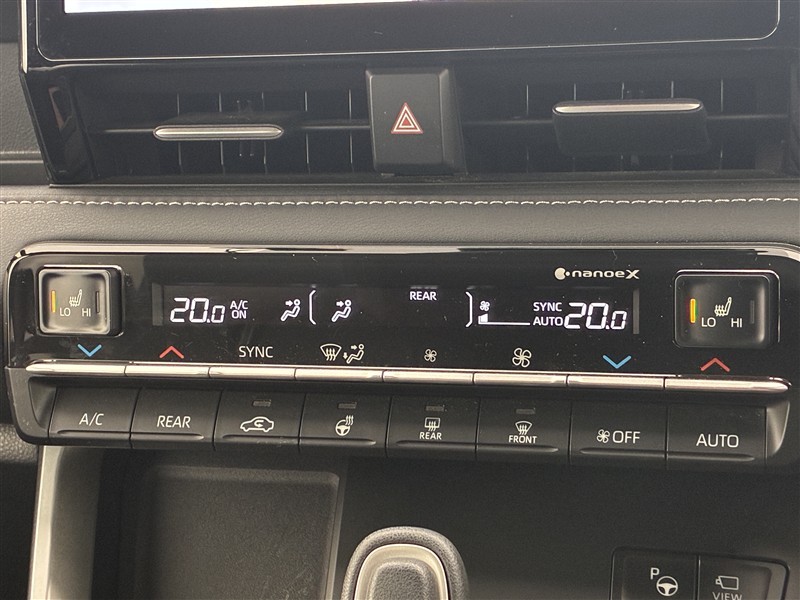 nanoeX
LO HI
20.0 A/C ON
REAR
SYNC AUTO 20.0
LO HI
SYNC
A/C
REAR
REAR
FRONT
OFF
AUTO
P
VIEW